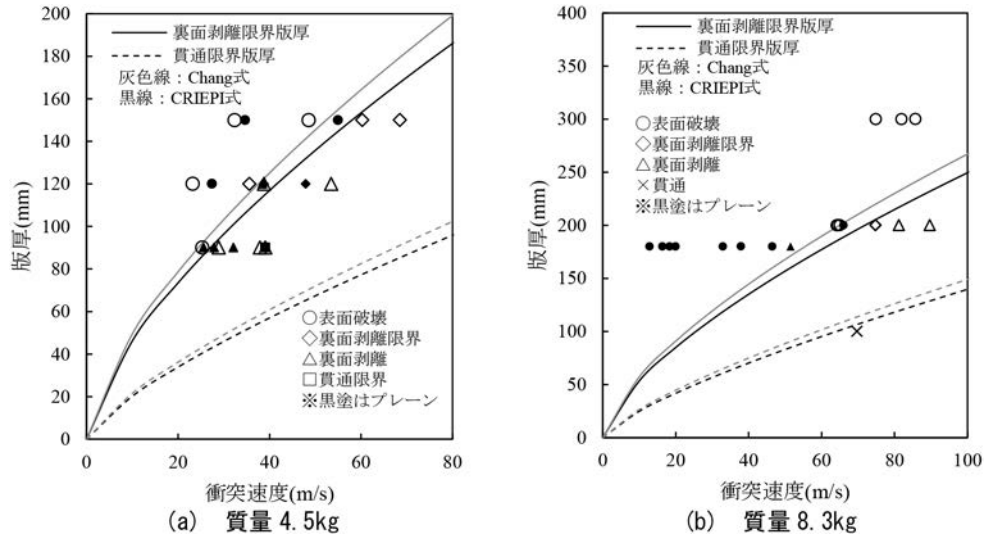 200
180
160
140
120
100
80
60
40
20
0
版厚(mm)
裏面剥離限界版厚
貫通限界版厚
灰色線：Chang式
黒線：CRIEPI式
○表面破壊
◇裏面剥離限界
△裏面剥離
□貫通限界
※黒塗はプレーン
0 20 40 60 80
衝突速度(m/s)
(a) 質量 4.5kg
400
350
300
250
200
150
100
50
0
版厚(mm)
裏面剥離限界版厚
貫通限界版厚
灰色線：Chang式
黒線：CRIEPI式
○表面破壊
◇裏面剥離限界
△裏面剥離
×貫通
※黒塗はプレーン
0 20 40 60 80 100
衝突速度(m/s)
(b) 質量 8.3kg